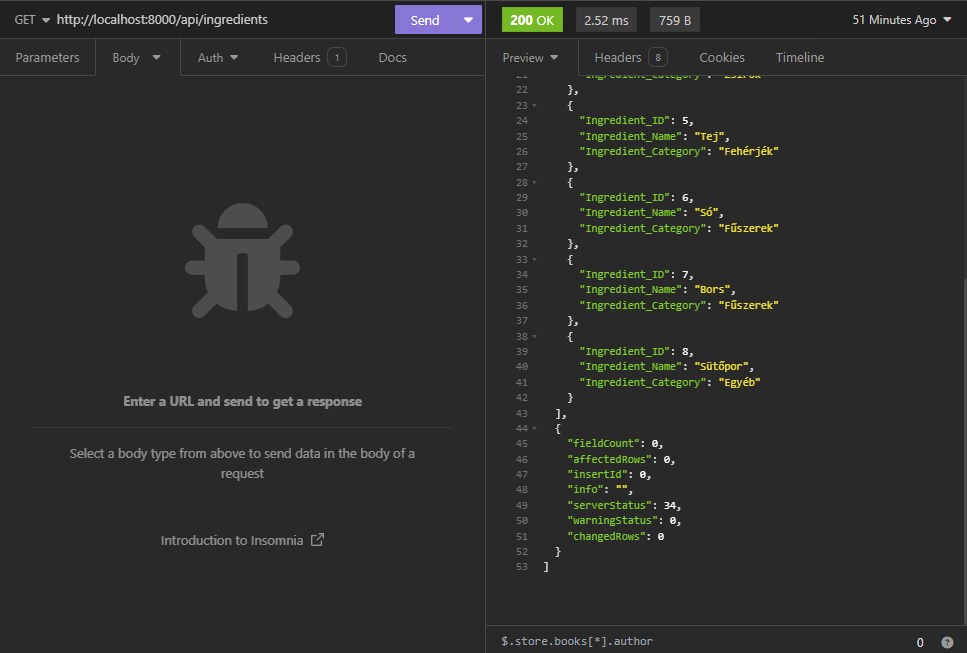 GET http://localhost:8000/api/ingredients Send 200 OK 2.52 ms 759 B 51 Minutes Ago
Parameters Body Auth Headers 1 Docs Preview Headers 8 Cookies Timeline
21 "Ingredient_Category": "Zsírok"
22 },
23 {
24 "Ingredient_ID": 5,
25 "Ingredient_Name": "Tej",
26 "Ingredient_Category": "Fehérjék"
27 },
28 {
29 "Ingredient_ID": 6,
30 "Ingredient_Name": "Só",
31 "Ingredient_Category": "Fűszerek"
32 },
33 {
34 "Ingredient_ID": 7,
35 "Ingredient_Name": "Bors",
36 "Ingredient_Category": "Fűszerek"
37 },
38 {
39 "Ingredient_ID": 8,
40 "Ingredient_Name": "Sütőpor",
41 "Ingredient_Category": "Egyéb"
42 }
43 ],
44 {
45 "fieldCount": 0,
46 "affectedRows": 0,
47 "insertId": 0,
48 "info": "",
49 "serverStatus": 34,
50 "warningStatus": 0,
51 "changedRows": 0
52 }
53 ]
Enter a URL and send to get a response
Select a body type from above to send data in the body of a
request
Introduction to Insomnia
$.store.books[*].author 0 ?